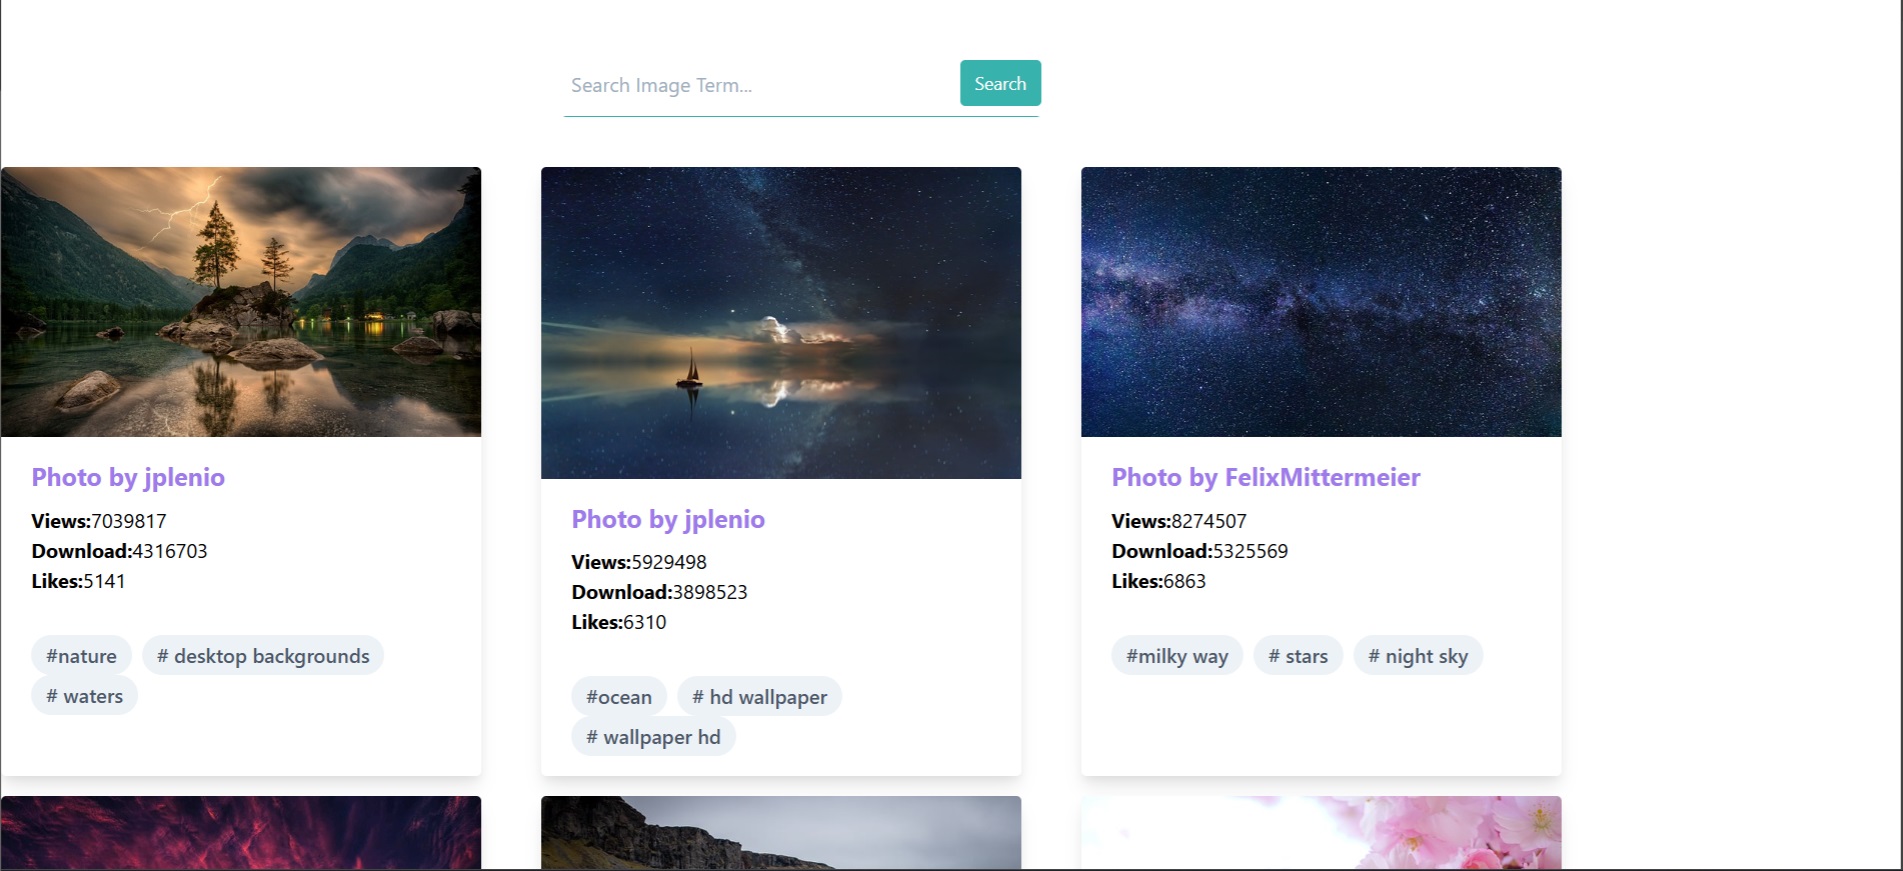 Search Image Term...
Search
Photo by jplenio
Views:7039817
Download:4316703
Likes:5141
#nature
# desktop backgrounds
# waters
Photo by jplenio
Views:5929498
Download:3898523
Likes:6310
#ocean
# hd wallpaper
# wallpaper hd
Photo by FelixMittermeier
Views:8274507
Download:5325569
Likes:6863
#milky way
# stars
# night sky